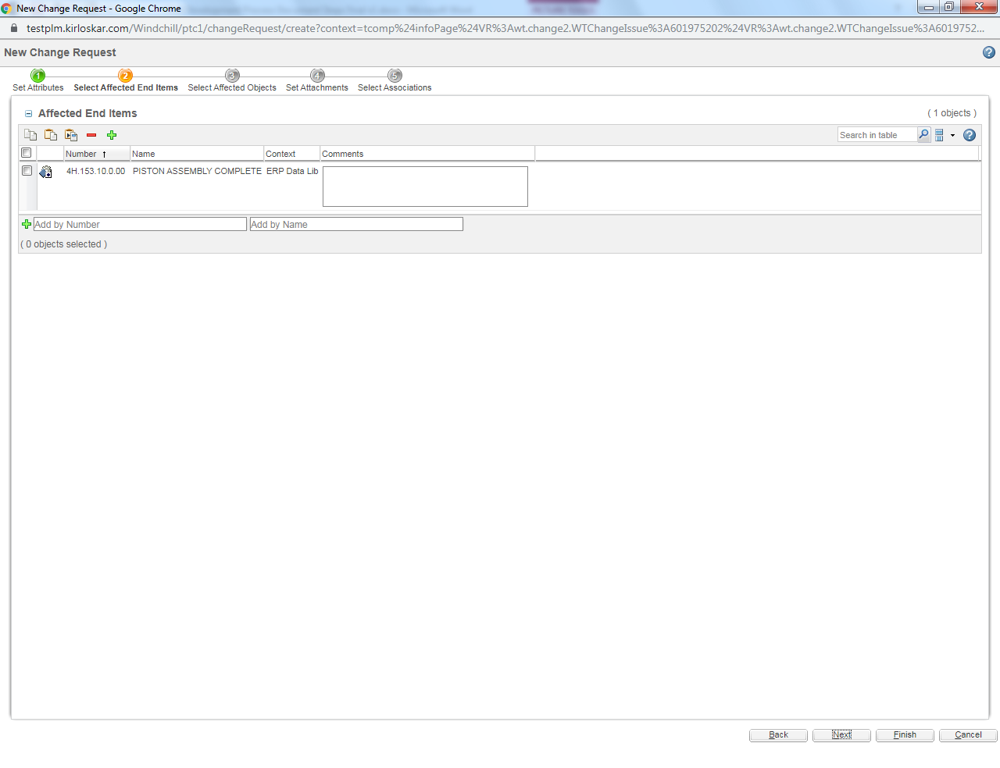 New Change Request - Google Chrome
testplm.kirloskar.com/Windchill/ptc1/changeRequest/create?context=tcomp%24infoPage%24VR%3Awt.change2.WTChangeIssue%3A601975202%24VR%3Awt.change2.WTChangeIssue%3A6019752...
New Change Request
1 2 3 4 5
Set Attributes Select Affected End Items Select Affected Objects Set Attachments Select Associations
Affected End Items ( 1 objects )
Search in table
Number Name Context Comments
4H.153.10.0.00 PISTON ASSEMBLY COMPLETE ERP Data Lib
Add by Number Add by Name
( 0 objects selected )
Back Next Finish Cancel